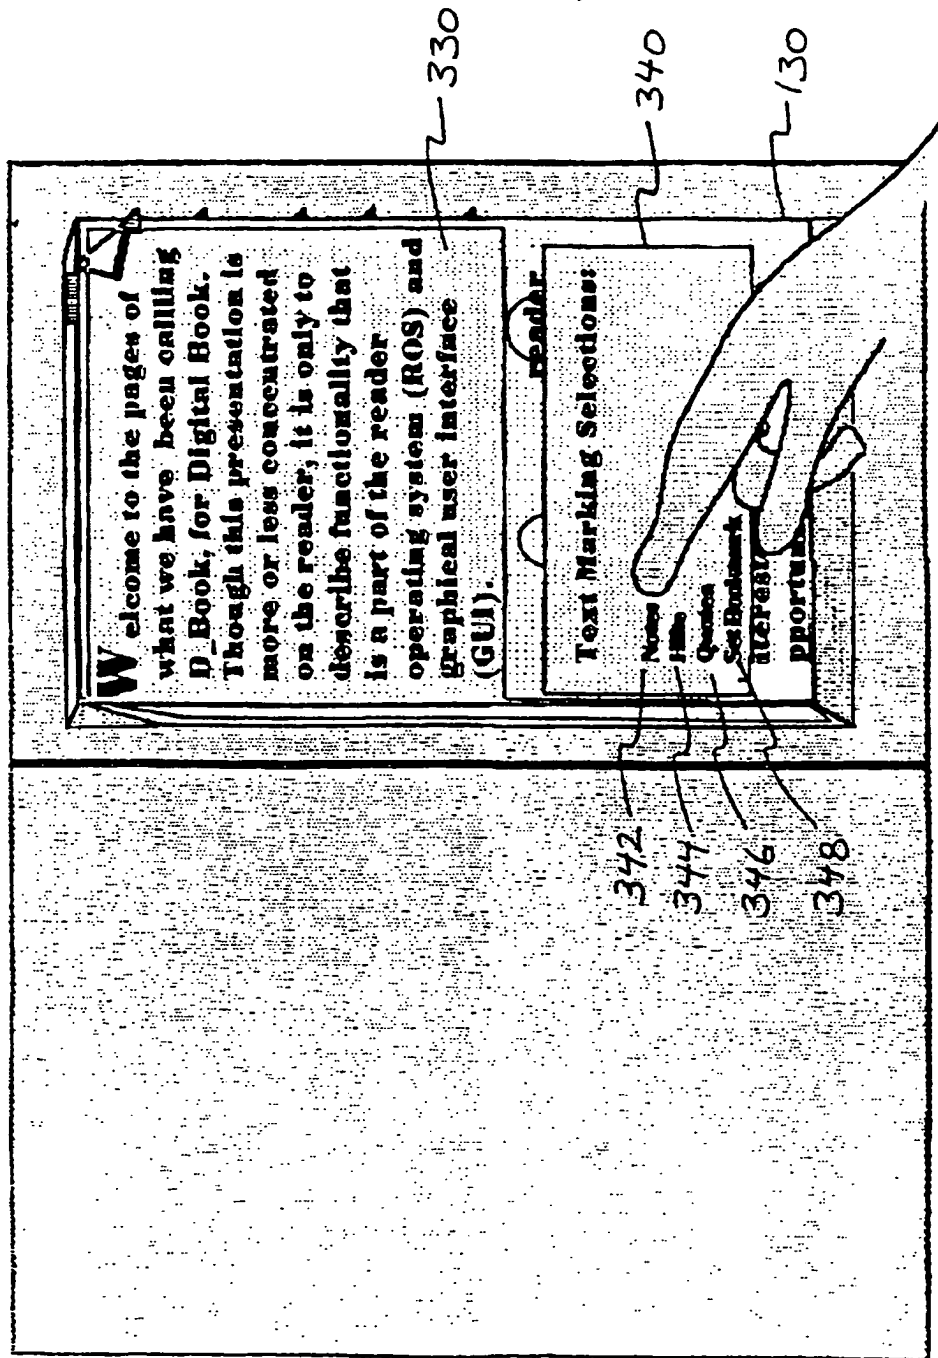 Welcome to the pages of
what we have been callling
D_Book, for Digital Book.
Though this presentation is
more or less concentrated
on the reader, it is only to
describe functionality that
is a part of the reader
operating system (ROS) and
graphical user interface
(GUI).
330
reader
Text Marking Selections:
340
342 Notes
344 Hilite
346 Quotes
348 Set Bookmark
130